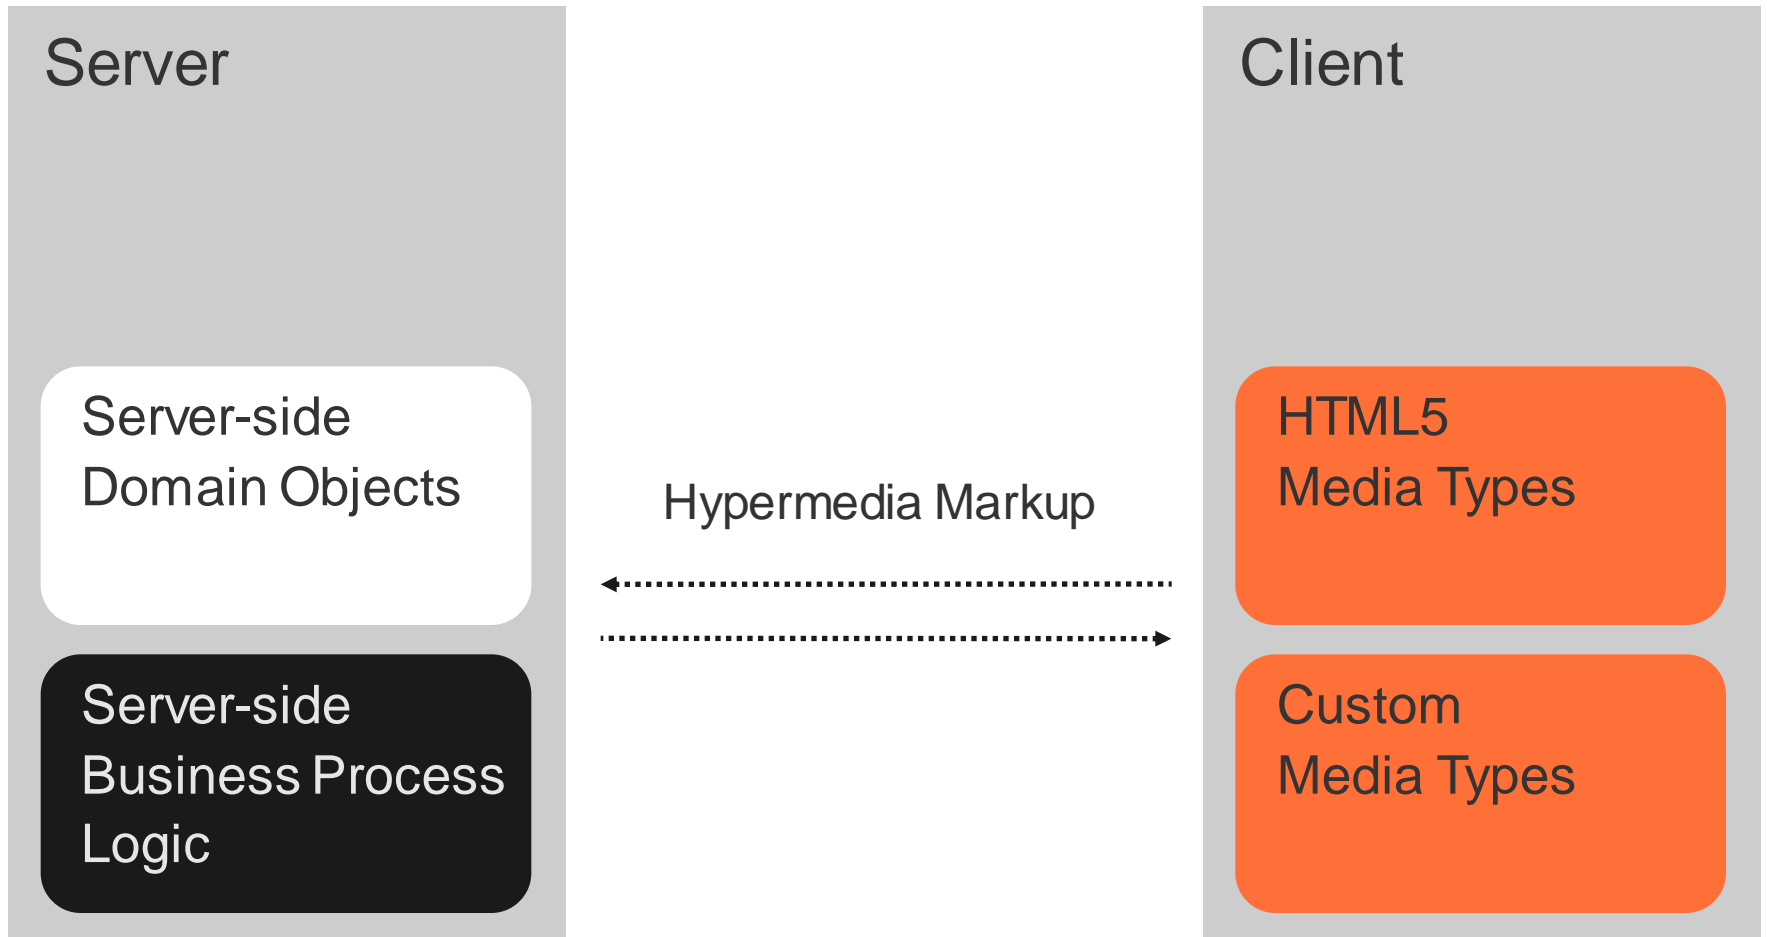 Server
Server-side
Domain Objects
Server-side
Business Process
Logic
Hypermedia Markup
Client
HTML5
Media Types
Custom
Media Types